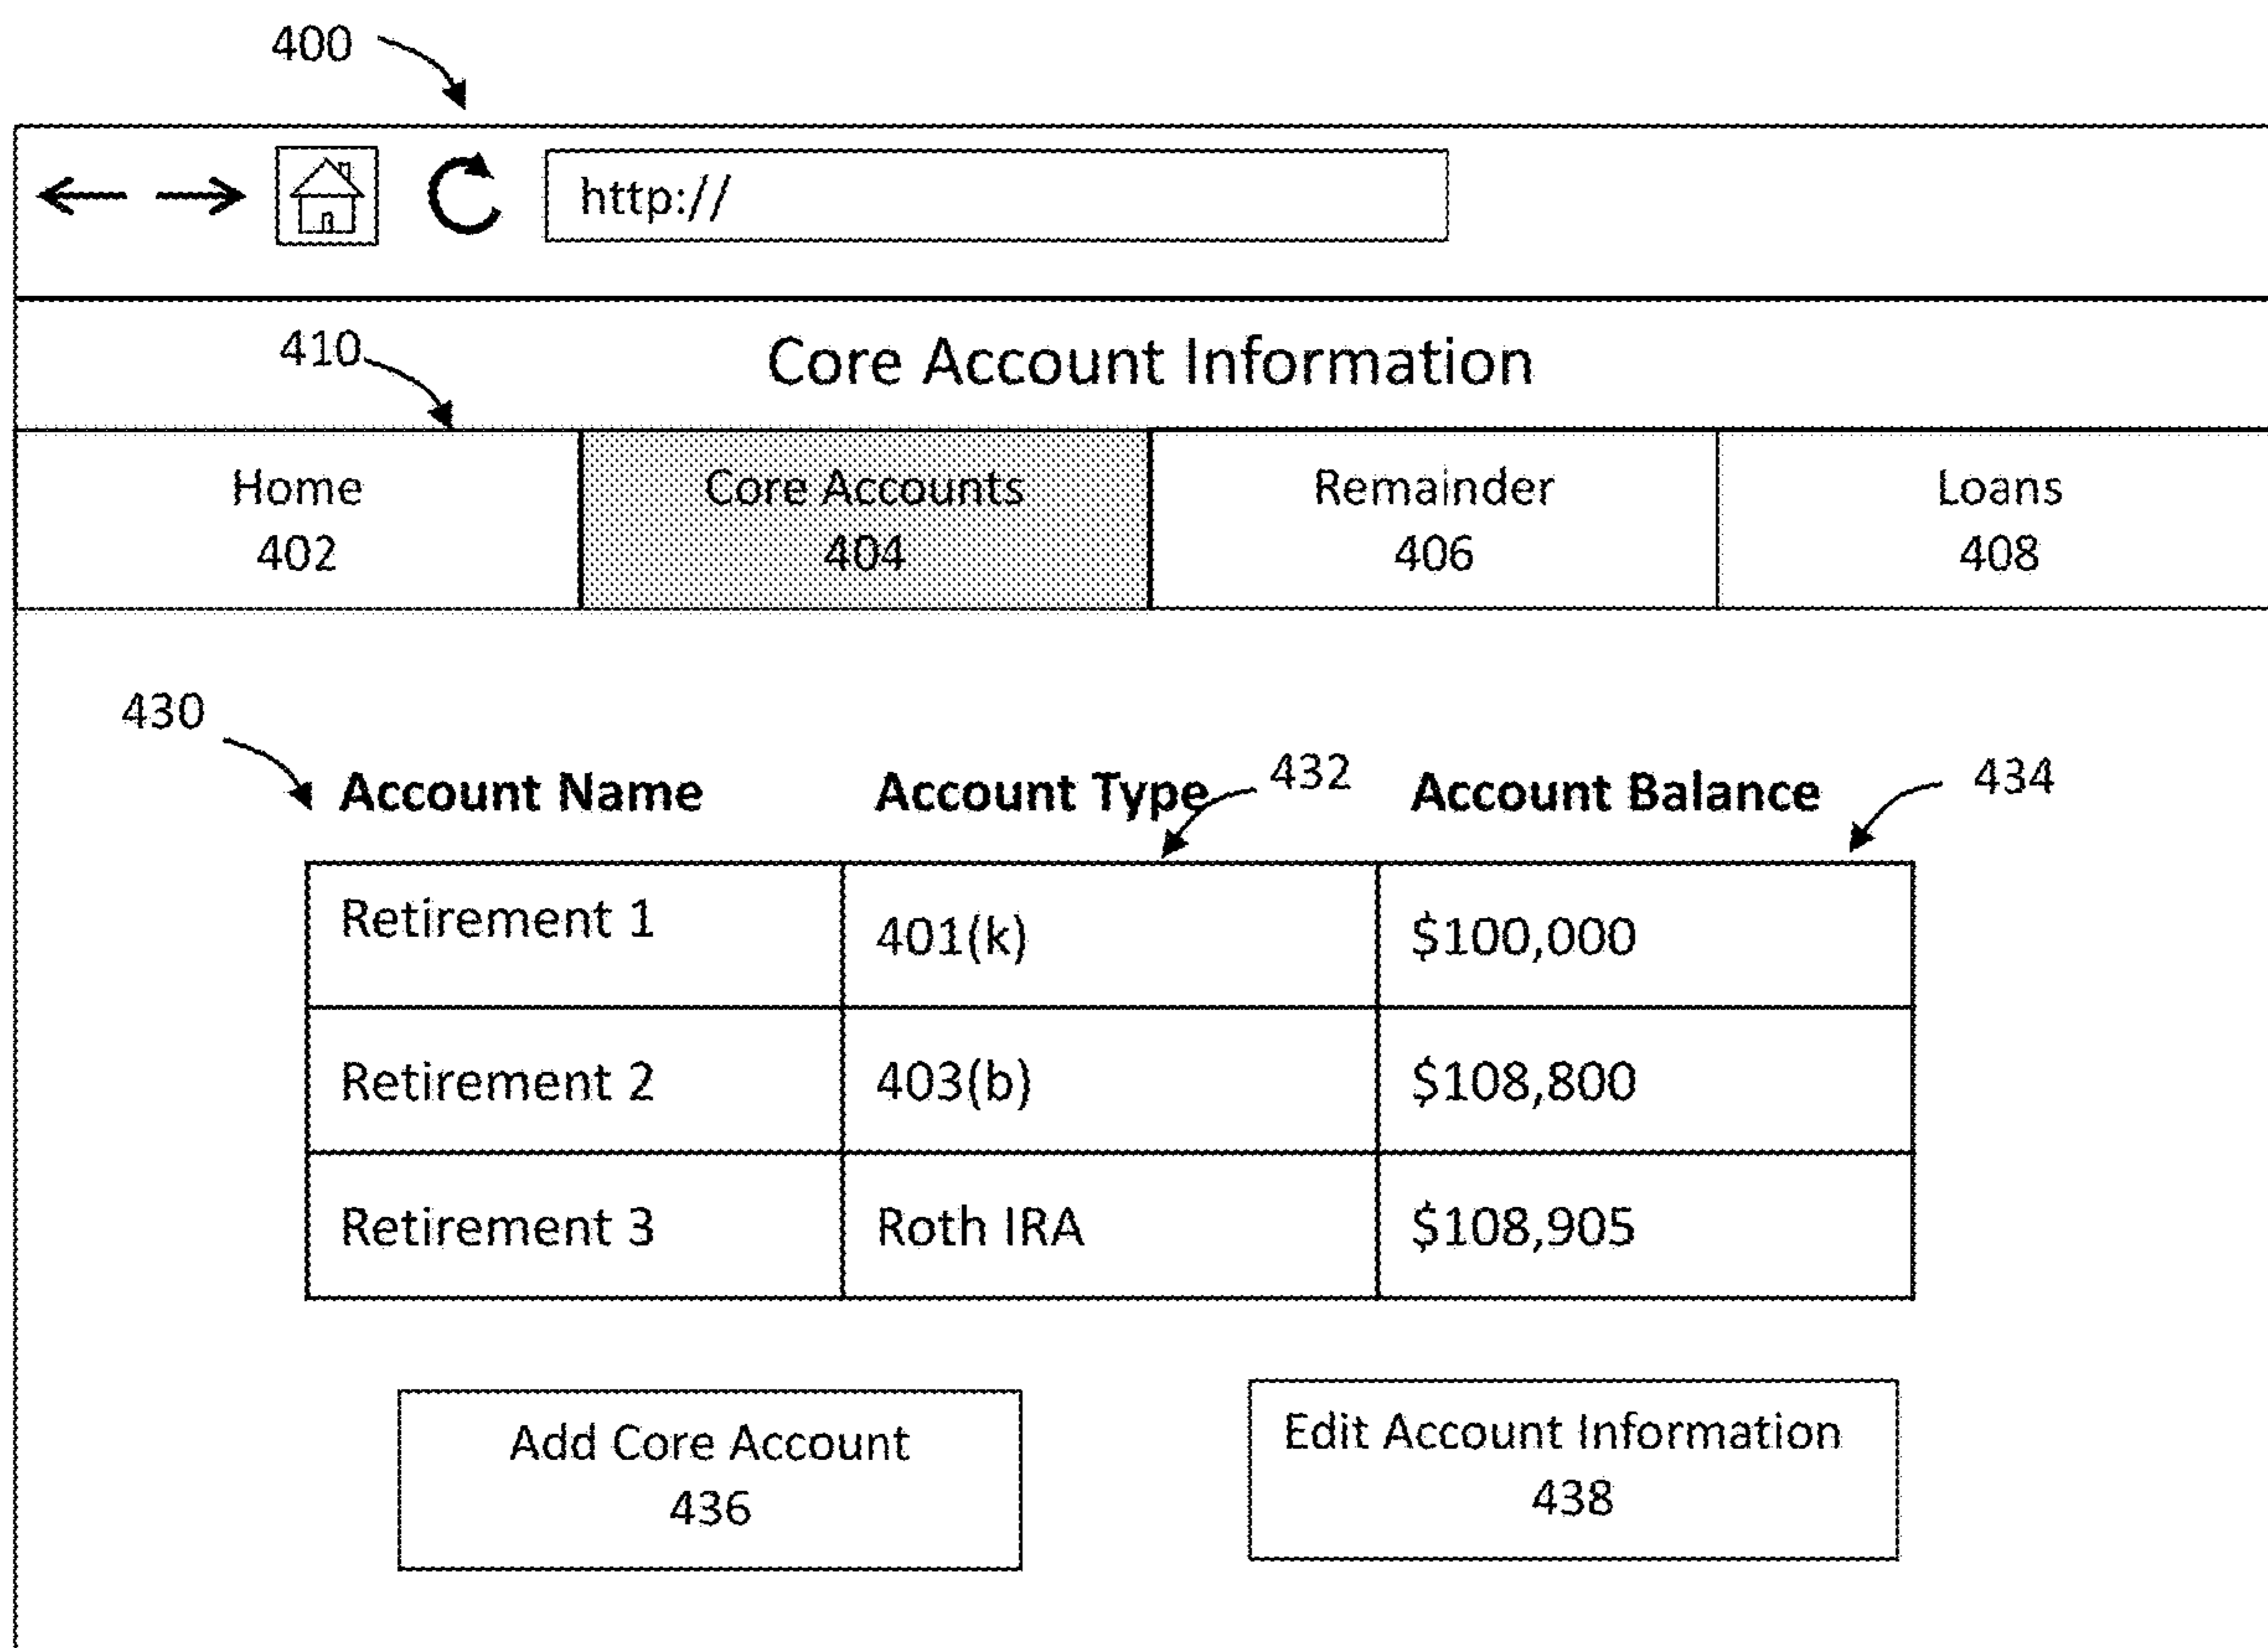 400
http://
410
Core Account Information
Home Core Accounts Remainder Loans
402 404 406 408
430
Account Name Account Type 432 Account Balance 434
Retirement 1 401(k) $100,000
Retirement 2 403(b) $108,800
Retirement 3 Roth IRA $108,905
Add Core Account
436
Edit Account Information
438